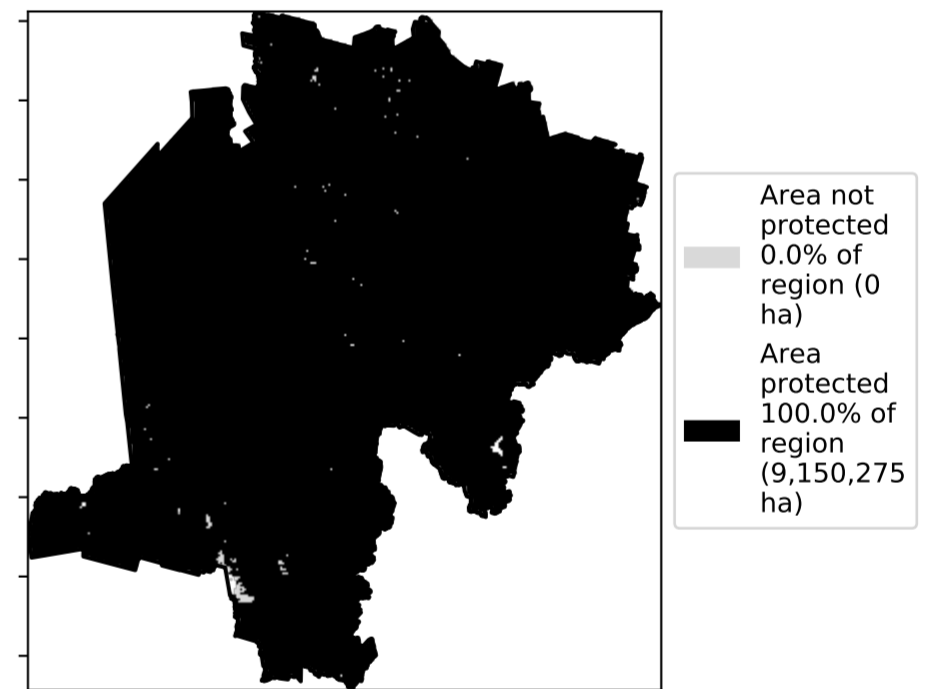 Area not
protected
0.0% of
region (0
ha)
Area
protected
100.0% of
region
(9,150,275
ha)